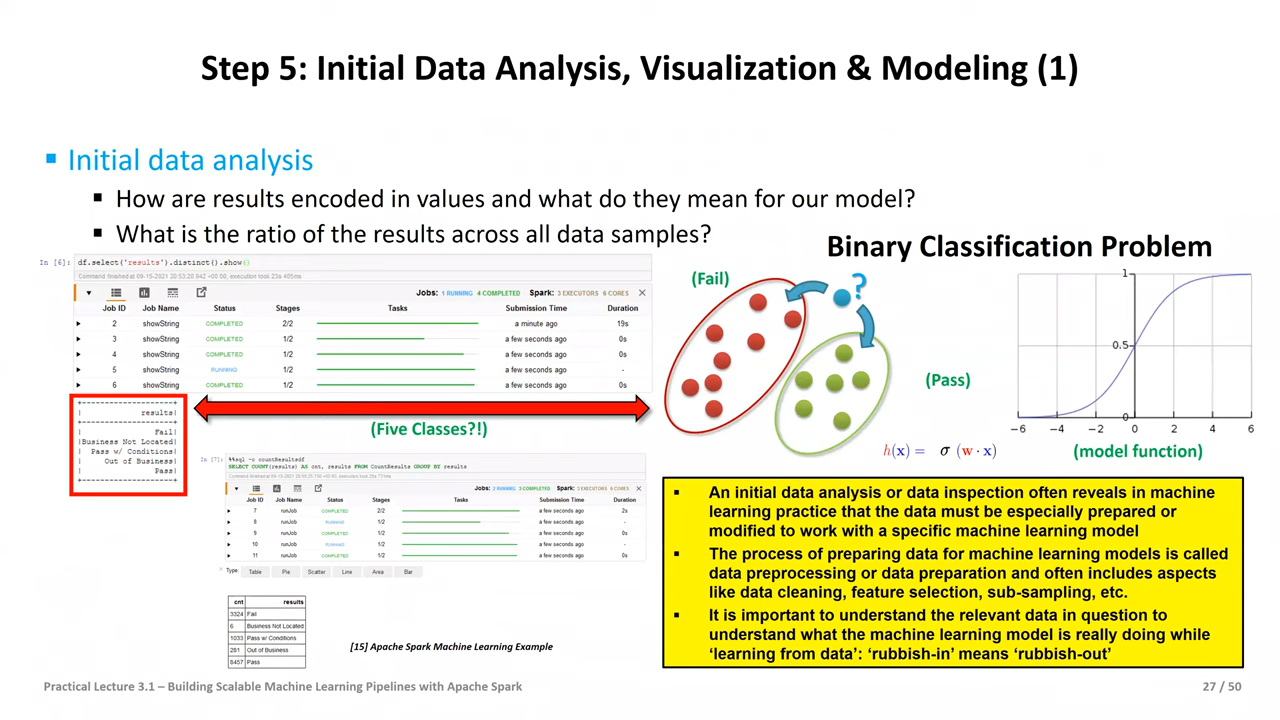 Step 5: Initial Data Analysis, Visualization & Modeling (1)
▪ Initial data analysis
▪ How are results encoded in values and what do they mean for our model?
▪ What is the ratio of the results across all data samples?
In [6]: df.select('results').distinct().show()
Jobs: 1 RUNNING 4 COMPLETED Spark: 3 EXECUTORS 6 CORES
Job ID Job Name Status Stages Tasks Submission Time Duration
2 showString COMPLETED 2/2 a minute ago 19s
3 showString COMPLETED 1/2 a few seconds ago 0s
4 showString COMPLETED 1/2 a few seconds ago 0s
5 showString RUNNING 1/2 a few seconds ago -
6 showString COMPLETED 1/2 a few seconds ago 0s
+--------------------+
| results|
+--------------------+
| Fail|
|Business Not Located|
| Pass w/ Conditions|
| Out of Business|
| Pass|
+--------------------+
(Five Classes?!)
In [7]: %%sql -o countResultsdf
SELECT COUNT(results) AS cnt, results FROM CountResults GROUP BY results
Jobs: 2 RUNNING 3 COMPLETED Spark: 3 EXECUTORS 6 CORES
Job ID Job Name Status Stages Tasks Submission Time Duration
7 runJob COMPLETED 2/2 a few seconds ago 2s
8 runJob RUNNING 1/2 a few seconds ago -
9 runJob COMPLETED 1/2 a few seconds ago 0s
10 runJob RUNNING 1/2 a few seconds ago -
11 runJob COMPLETED 1/2 a few seconds ago 0s
Type: Table Pie Scatter Line Area Bar
cnt results
3324 Fail
6 Business Not Located
1033 Pass w/ Conditions
281 Out of Business
8457 Pass
[15] Apache Spark Machine Learning Example
Binary Classification Problem
(Fail)
?
(Pass)
h(x) = σ (w · x)
1
0.5
0
−6 −4 −2 0 2 4 6
(model function)
▪ An initial data analysis or data inspection often reveals in machine
learning practice that the data must be especially prepared or
modified to work with a specific machine learning model
▪ The process of preparing data for machine learning models is called
data preprocessing or data preparation and often includes aspects
like data cleaning, feature selection, sub-sampling, etc.
▪ It is important to understand the relevant data in question to
understand what the machine learning model is really doing while
‘learning from data’: ‘rubbish-in’ means ‘rubbish-out’
Practical Lecture 3.1 – Building Scalable Machine Learning Pipelines with Apache Spark
27 / 50